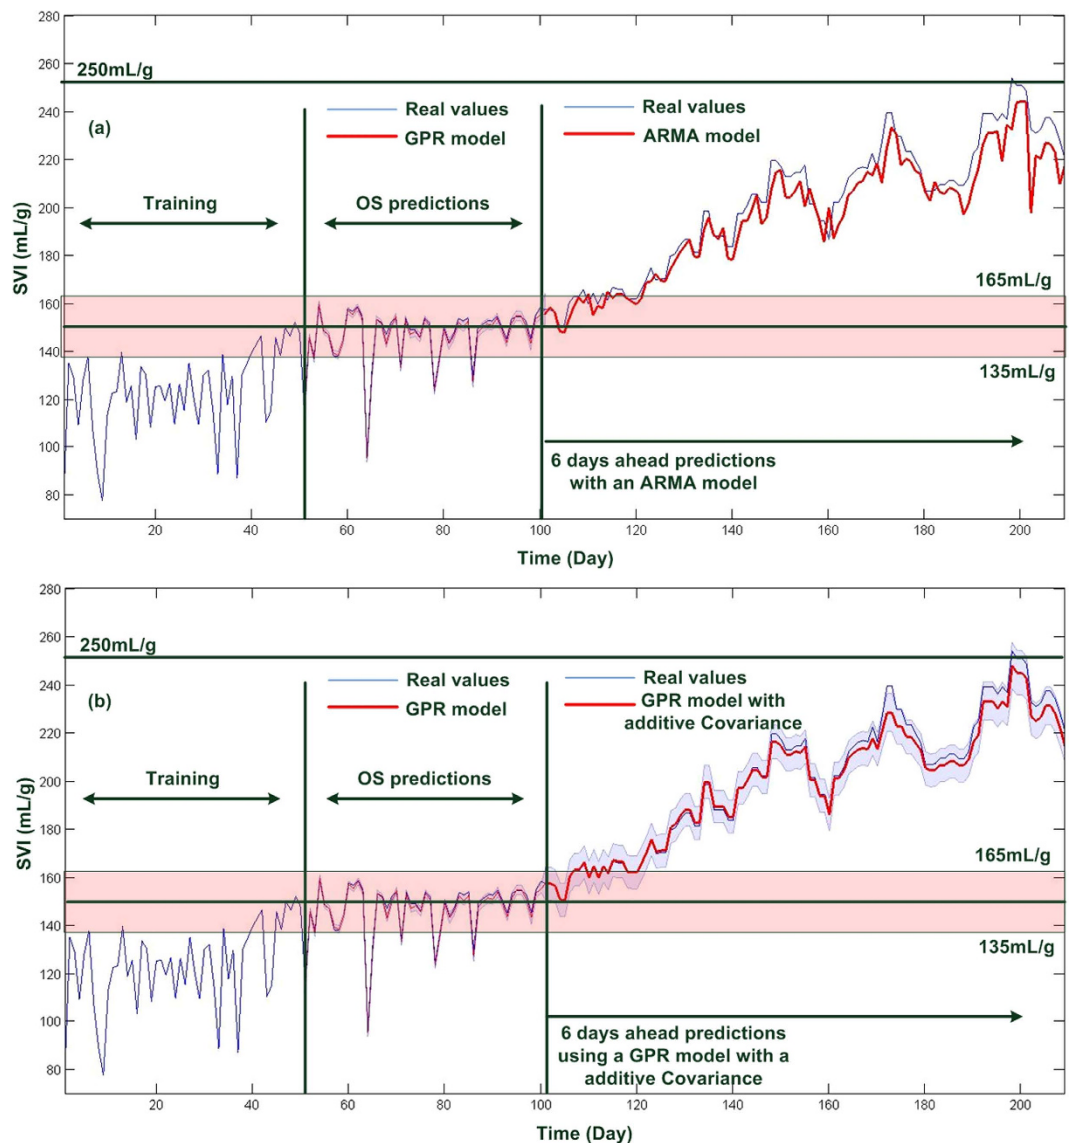 280
260
240
220
200
180
160
140
120
100
80
SVI (mL/g)
250mL/g
(a)
Real values
GPR model
Real values
ARMA model
Training
OS predictions
165mL/g
135mL/g
6 days ahead predictions
with an ARMA model
20 40 60 80 100 120 140 160 180 200
Time (Day)
280
260
240
220
200
180
160
140
120
100
80
SVI (mL/g)
250mL/g
(b)
Real values
GPR model
Real values
GPR model with
additive Covariance
Training
OS predictions
165mL/g
135mL/g
6 days ahead predictions
using a GPR model with a
additive Covariance
20 40 60 80 100 120 140 160 180 200
Time (Day)